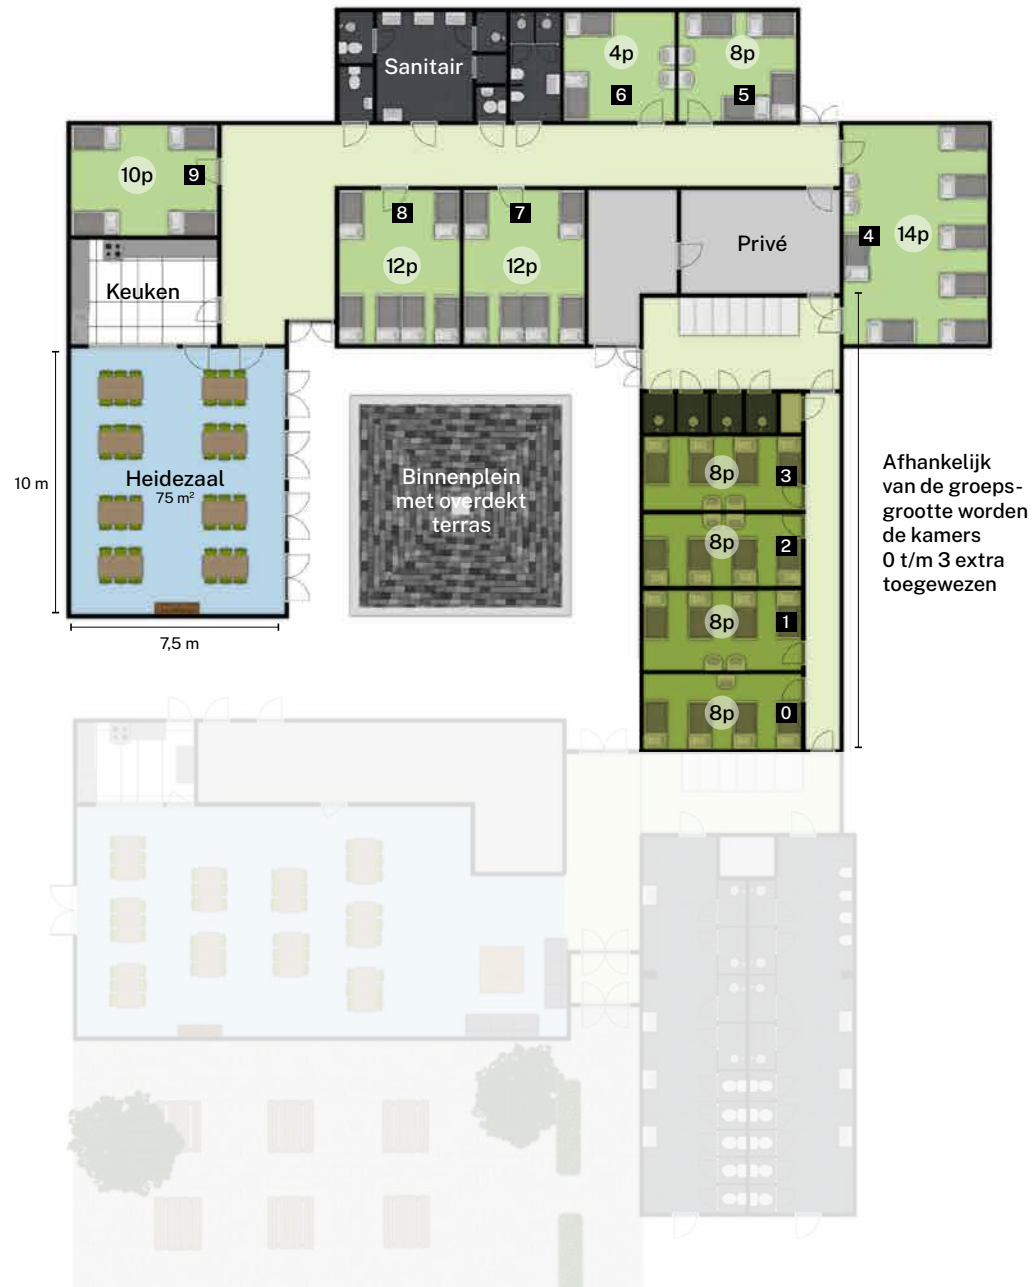 Sanitair
4p
6
8p
5
10p
9
8
12p
7
12p
Privé
4
14p
Keuken
Heidezaal
75 m²
10 m
7,5 m
Binnenplein
met overdekt
terras
8p
3
8p
2
8p
1
8p
0
Afhankelijk
van de groeps-
grootte worden
de kamers
0 t/m 3 extra
toegewezen